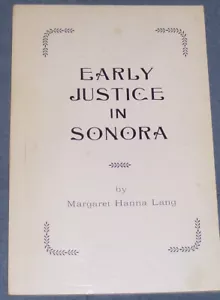 EARLY
JUSTICE
IN
SONORA
by
Margaret Hanna Lang